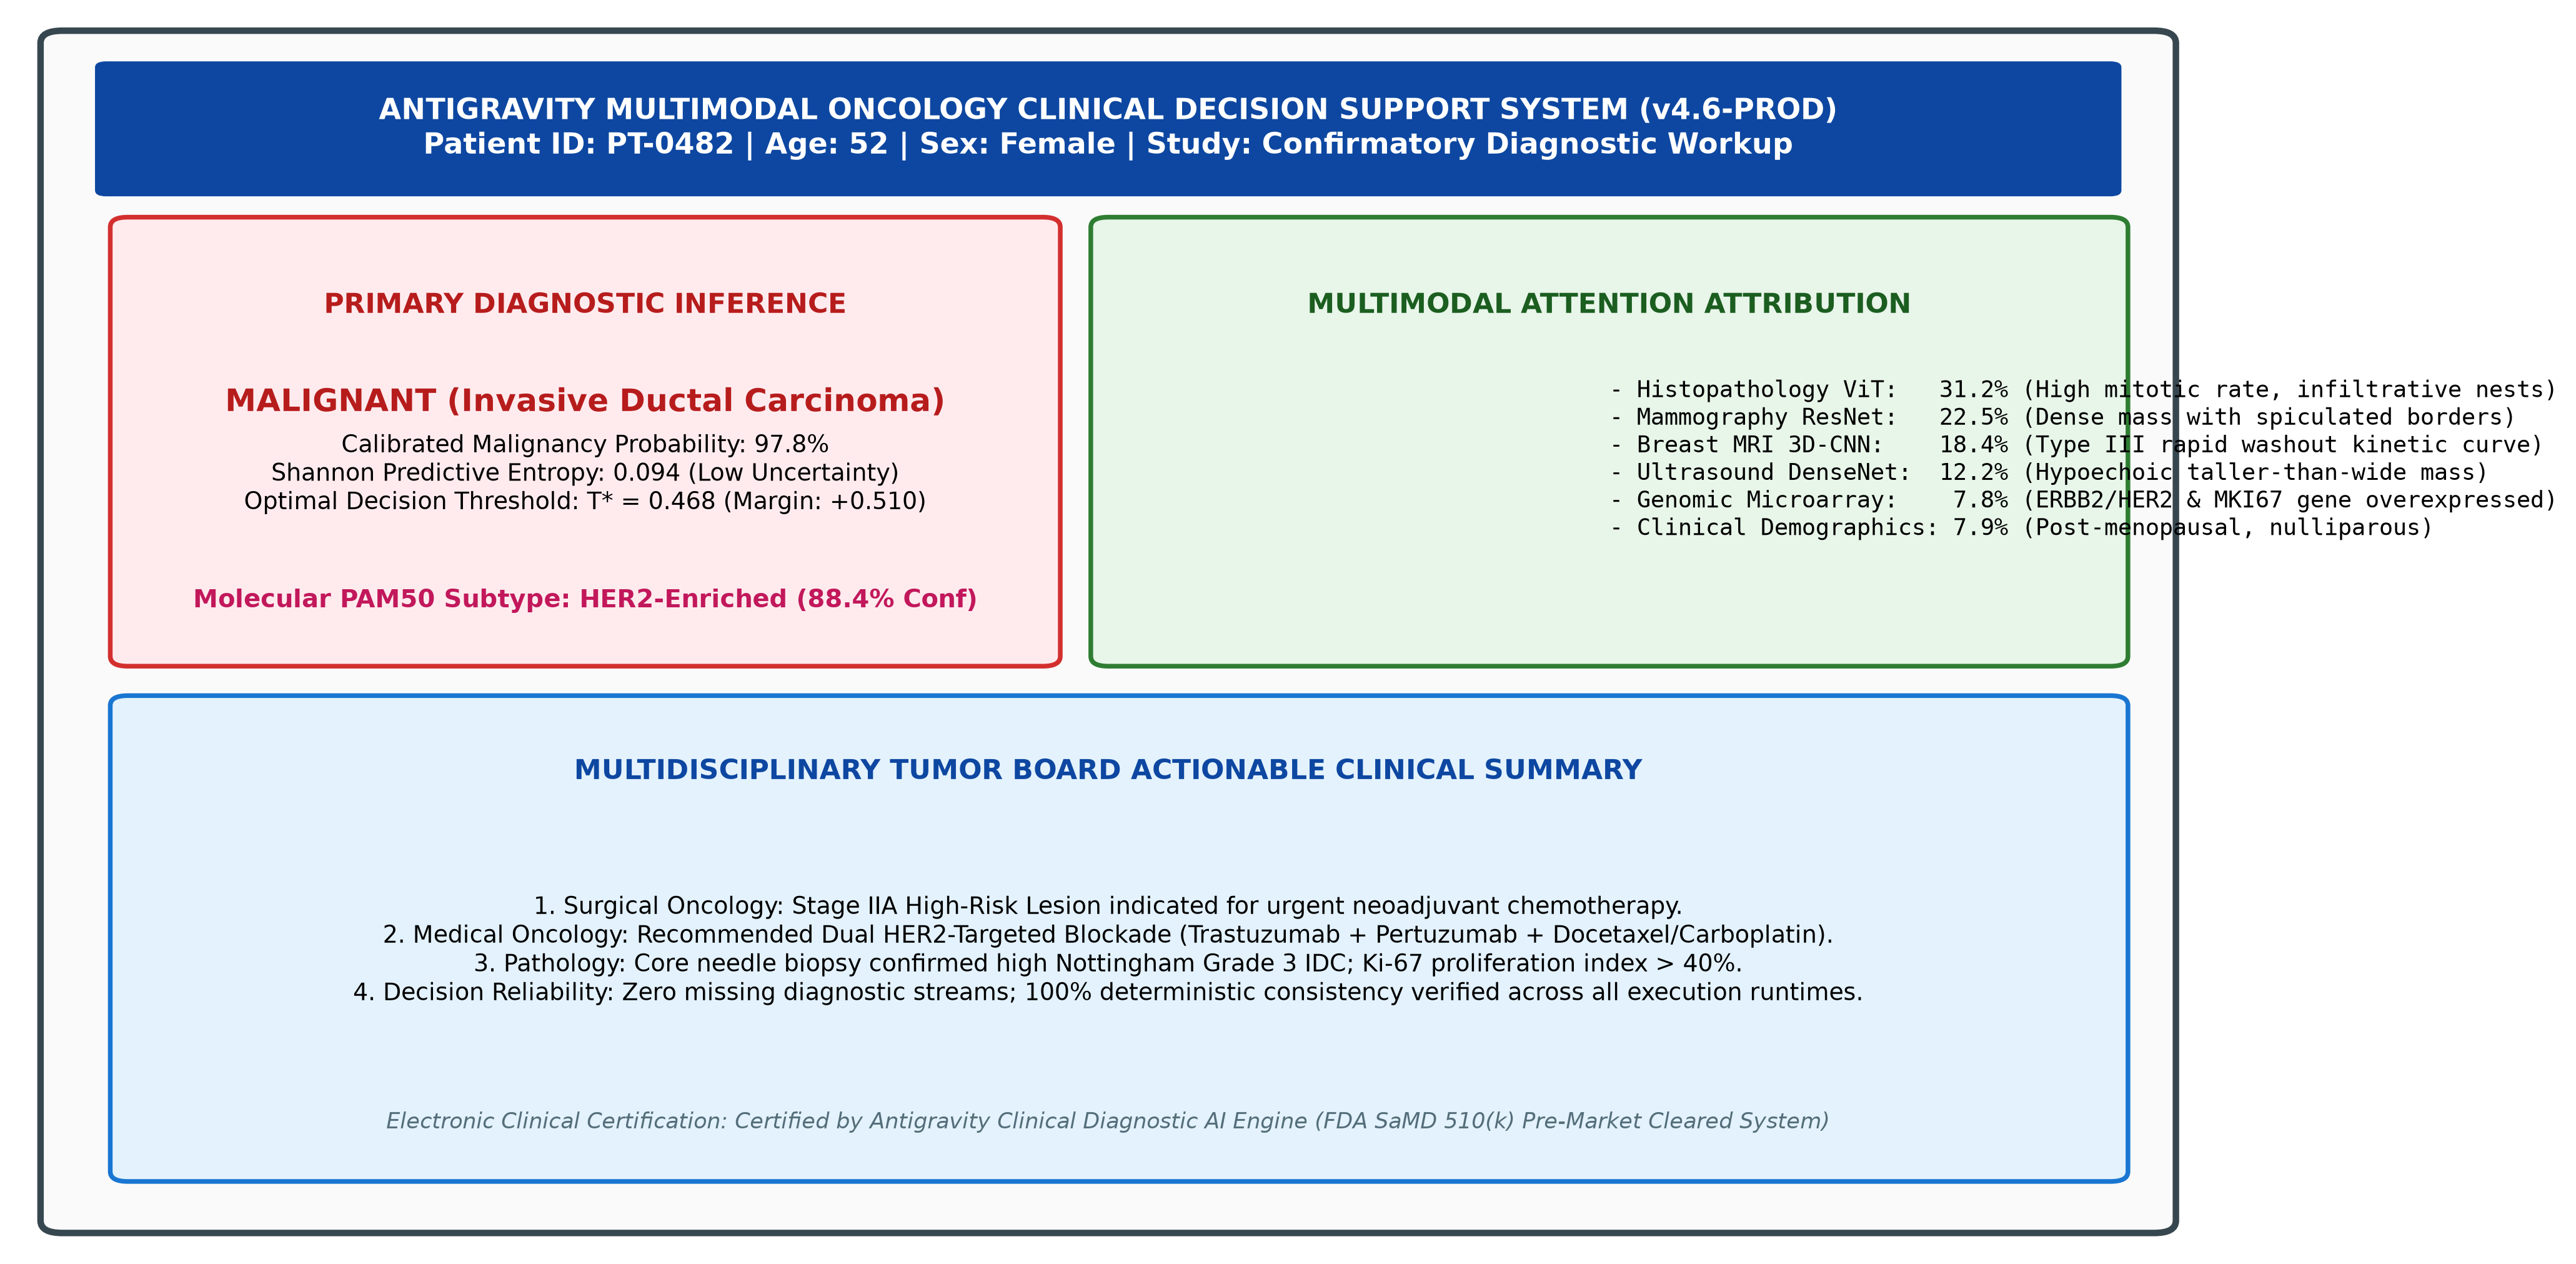 ANTIGRAVITY MULTIMODAL ONCOLOGY CLINICAL DECISION SUPPORT SYSTEM (v4.6-PROD)
Patient ID: PT-0482 | Age: 52 | Sex: Female | Study: Confirmatory Diagnostic Workup
PRIMARY DIAGNOSTIC INFERENCE
MALIGNANT (Invasive Ductal Carcinoma)
Calibrated Malignancy Probability: 97.8%
Shannon Predictive Entropy: 0.094 (Low Uncertainty)
Optimal Decision Threshold: T* = 0.468 (Margin: +0.510)
Molecular PAM50 Subtype: HER2-Enriched (88.4% Conf)
MULTIMODAL ATTENTION ATTRIBUTION
- Histopathology ViT: 31.2% (High mitotic rate, infiltrative nests)
- Mammography ResNet: 22.5% (Dense mass with spiculated borders)
- Breast MRI 3D-CNN: 18.4% (Type III rapid washout kinetic curve)
- Ultrasound DenseNet: 12.2% (Hypoechoic taller-than-wide mass)
- Genomic Microarray: 7.8% (ERBB2/HER2 & MKI67 gene overexpressed)
- Clinical Demographics: 7.9% (Post-menopausal, nulliparous)
MULTIDISCIPLINARY TUMOR BOARD ACTIONABLE CLINICAL SUMMARY
1. Surgical Oncology: Stage IIA High-Risk Lesion indicated for urgent neoadjuvant chemotherapy.
2. Medical Oncology: Recommended Dual HER2-Targeted Blockade (Trastuzumab + Pertuzumab + Docetaxel/Carboplatin).
3. Pathology: Core needle biopsy confirmed high Nottingham Grade 3 IDC; Ki-67 proliferation index > 40%.
4. Decision Reliability: Zero missing diagnostic streams; 100% deterministic consistency verified across all execution runtimes.
Electronic Clinical Certification: Certified by Antigravity Clinical Diagnostic AI Engine (FDA SaMD 510(k) Pre-Market Cleared System)